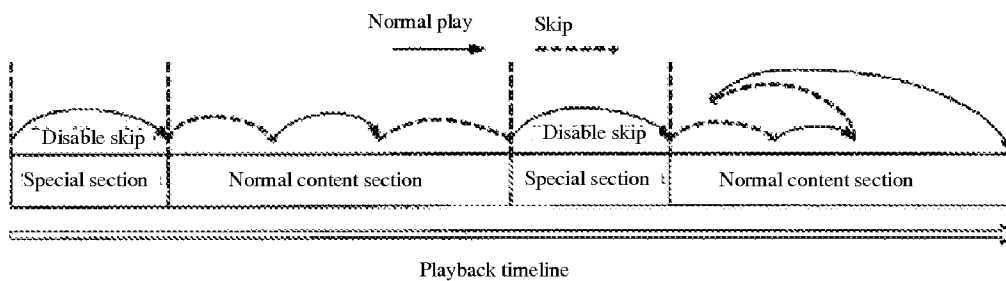 Normal play
Skip
Disable skip
Disable skip
Special section
Normal content section
Special section
Normal content section
Playback timeline